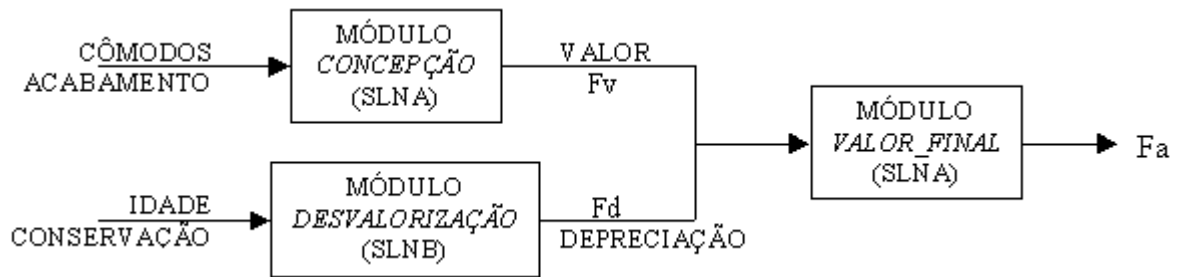 CÔMODOS
ACABAMENTO
MÓDULO
CONCEPÇÃO
(SLNA)
VALOR
Fv
IDADE
CONSERVAÇÃO
MÓDULO
DESVALORIZAÇÃO
(SLNB)
Fd
DEPRECIAÇÃO
MÓDULO
VALOR_FINAL
(SLNA)
Fa